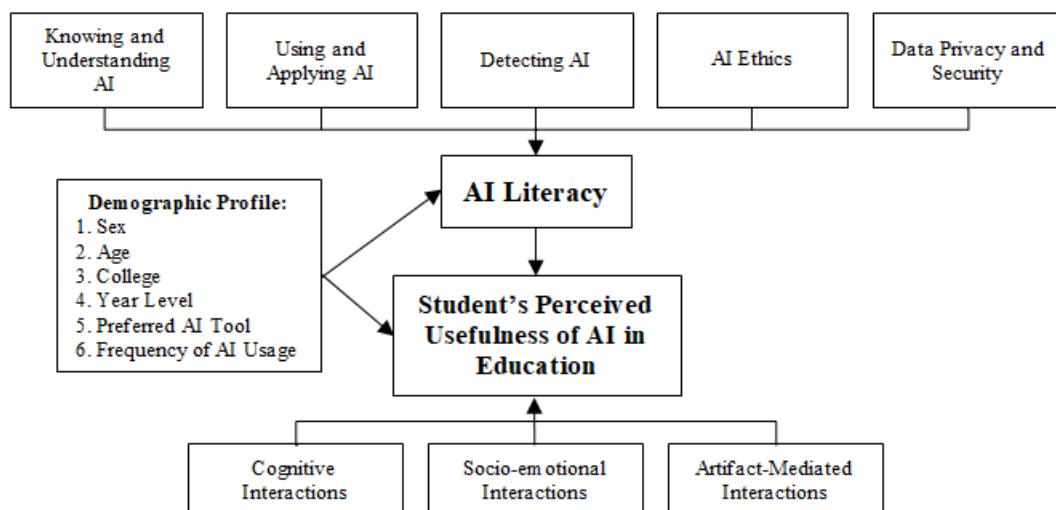 Knowing and
Understanding
AI
Using and
Applying AI
Detecting AI
AI Ethics
Data Privacy and
Security
AI Literacy
Demographic Profile:
1. Sex
2. Age
3. College
4. Year Level
5. Preferred AI Tool
6. Frequency of AI Usage
Student's Perceived
Usefulness of AI in
Education
Cognitive
Interactions
Socio-emotional
Interactions
Artifact-Mediated
Interactions